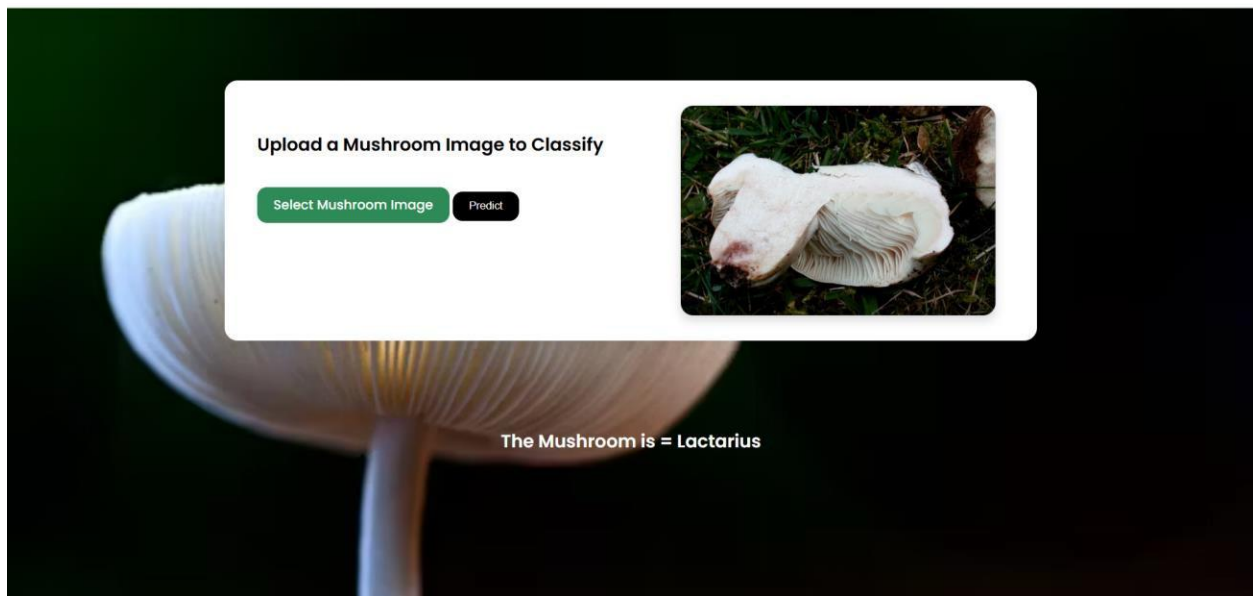 Upload a Mushroom Image to Classify
Select Mushroom Image
Predict
The Mushroom is = Lactarius